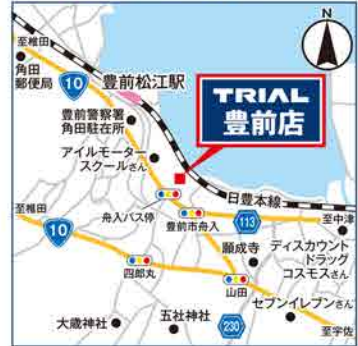 N
至椎田
角田
郵便局
10
豊前松江駅
TRIAL
豊前店
豊前警察署
角田駐在所
アイルモーター
スクールさん
日豊本線
至椎田
舟入バス停
豊前市舟入
113
至中津
10
願成寺
ディスカウント
ドラッグ
コスモスさん
四郎丸
山田
セブンイレブンさん
大歳神社
五社神社
230
至宇佐